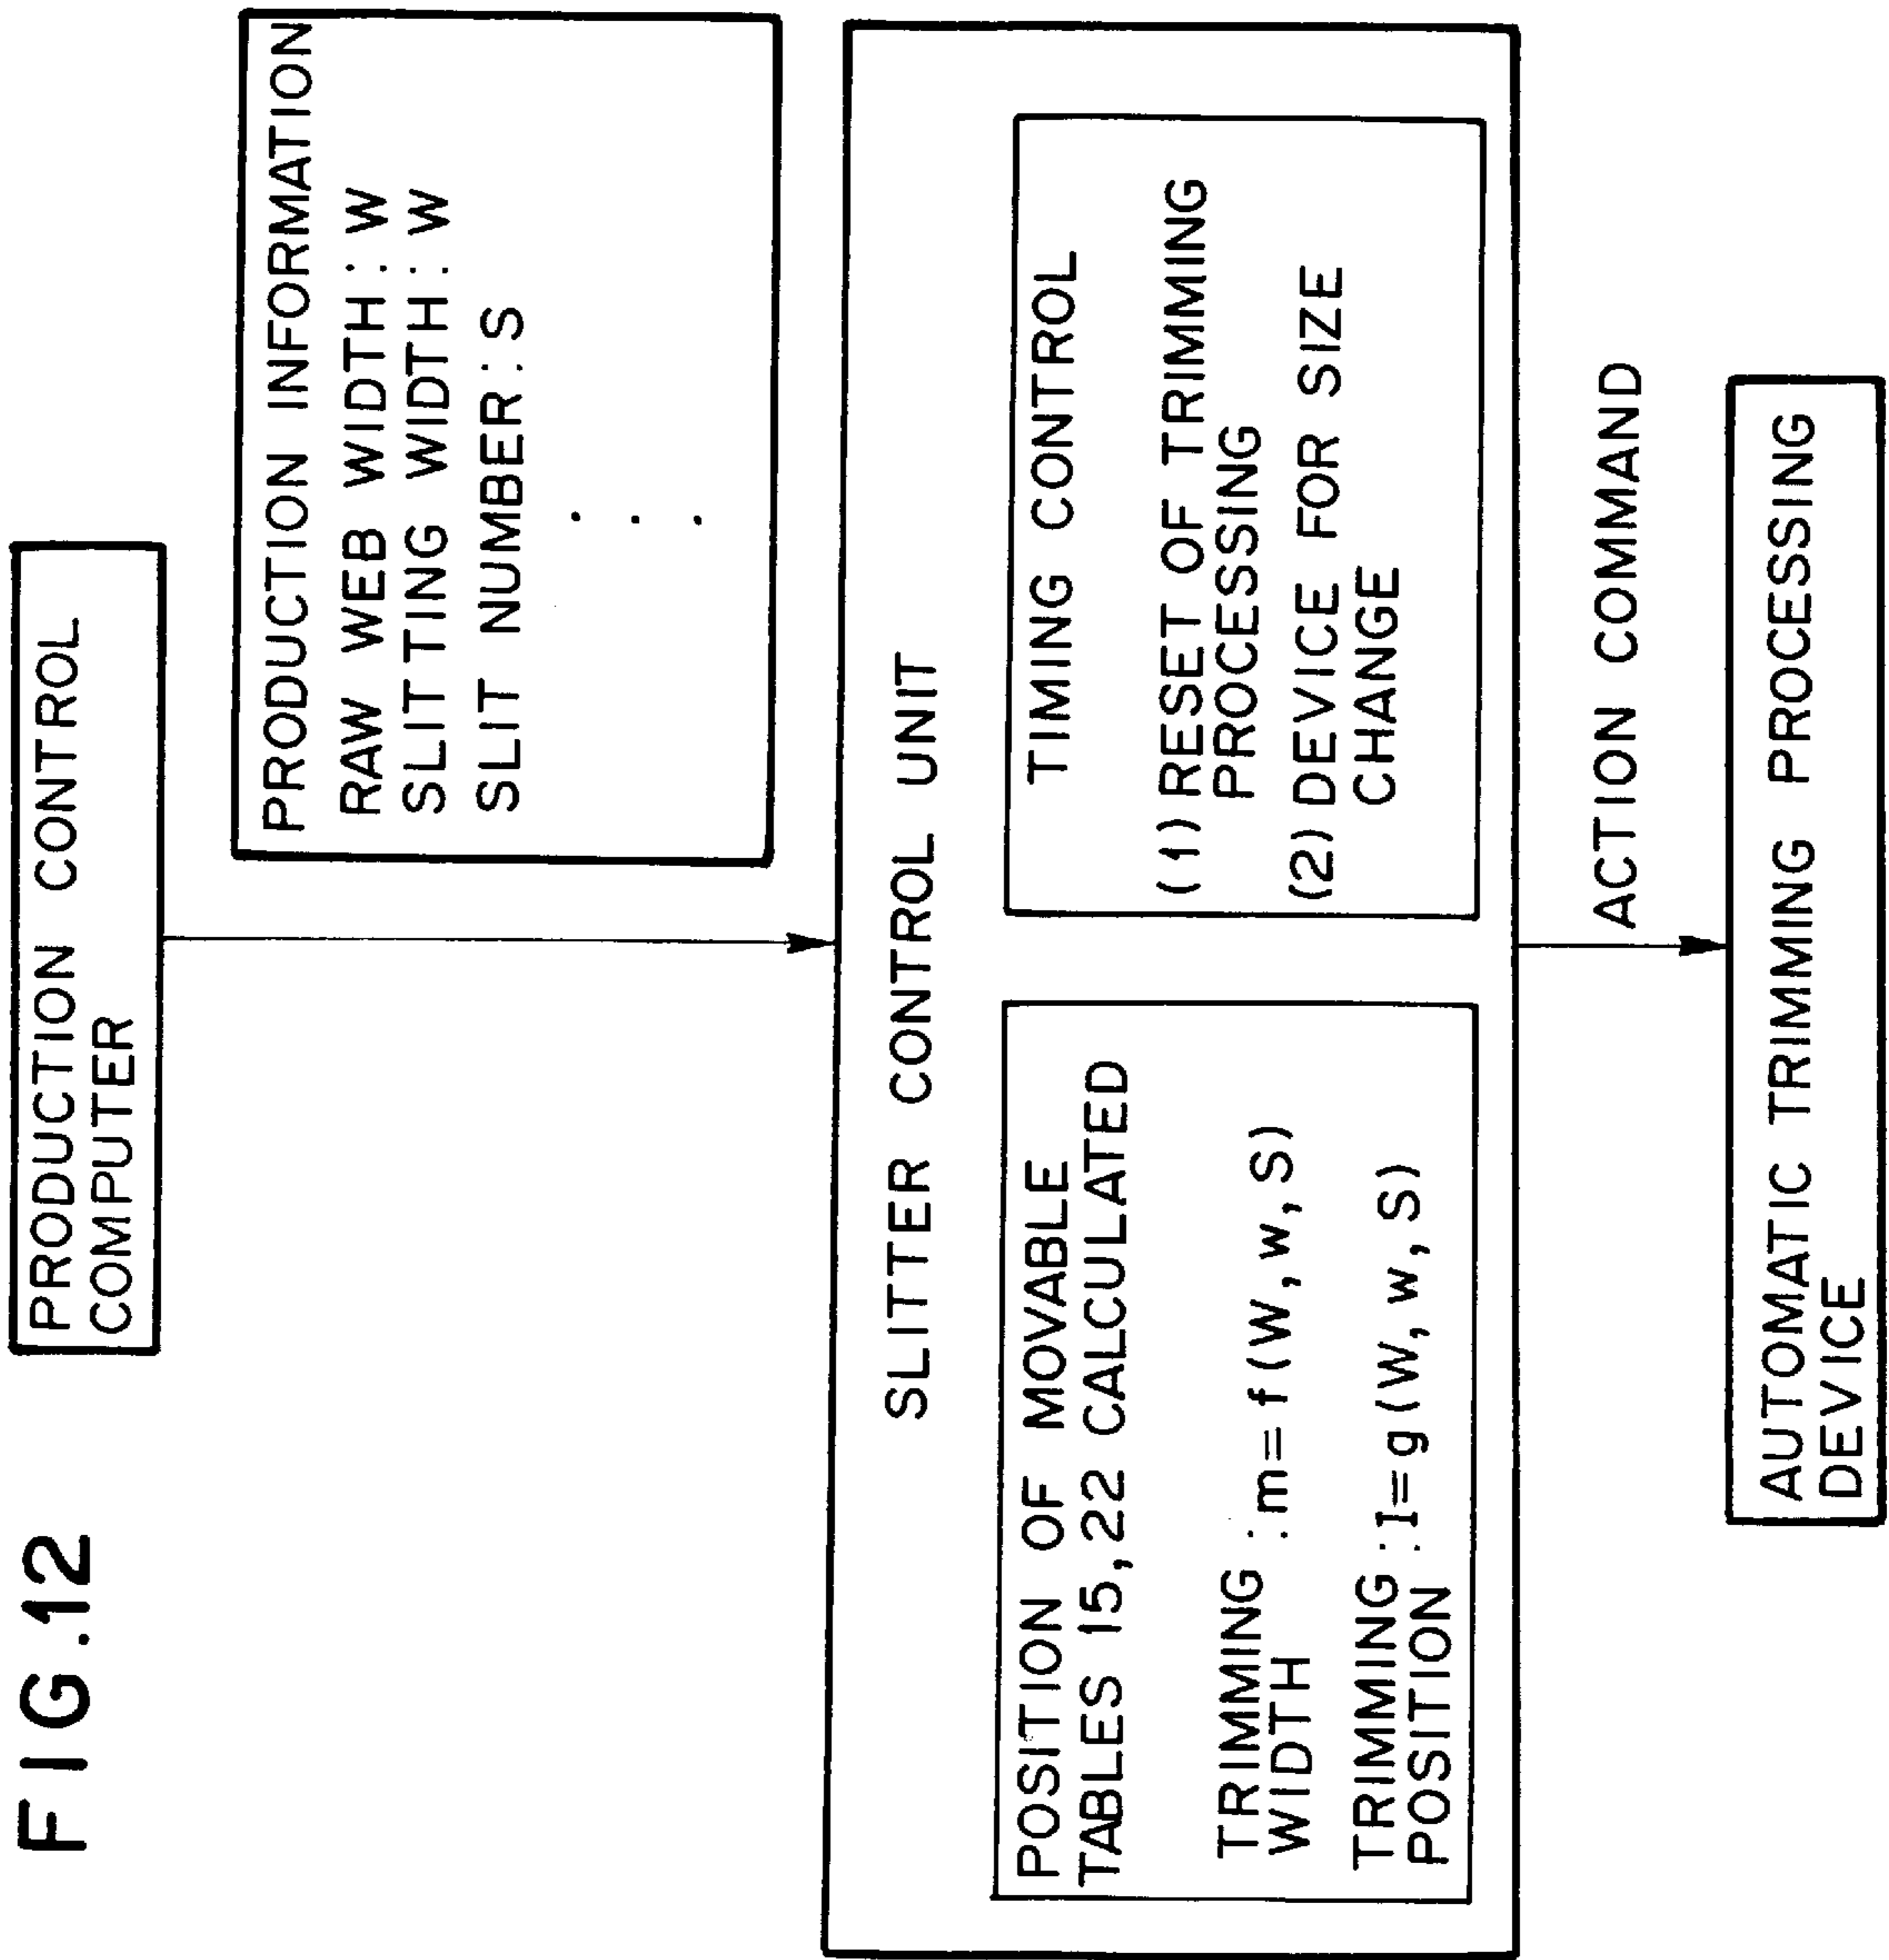 FIG.12
PRODUCTION CONTROL
COMPUTER
PRODUCTION INFORMATION
RAW WEB WIDTH : W
SLITTING WIDTH : W
SLIT NUMBER : S
.
.
.
SLITTER CONTROL UNIT
POSITION OF MOVABLE
TABLES 15,22 CALCULATED
TRIMMING : m=f(W,w,S)
WIDTH
TRIMMING : I=g(W,w,S)
POSITION
TIMING CONTROL
(1) RESET OF TRIMMING
PROCESSING
(2) DEVICE FOR SIZE
CHANGE
ACTION COMMAND
AUTOMATIC TRIMMING PROCESSING
DEVICE